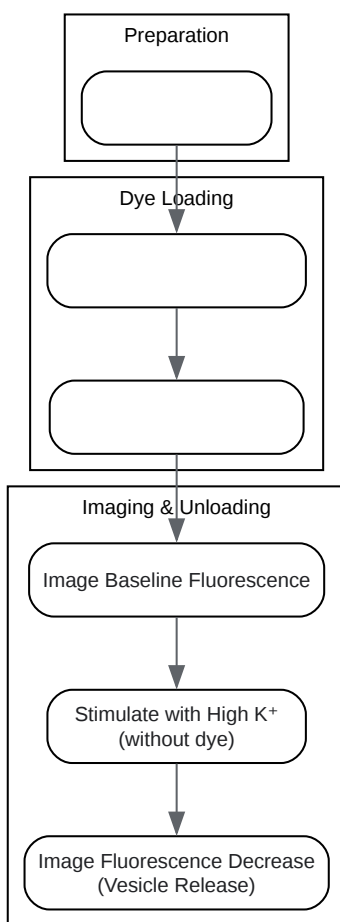 Preparation
Dye Loading
Imaging & Unloading
Image Baseline Fluorescence
Stimulate with High K⁺
(without dye)
Image Fluorescence Decrease
(Vesicle Release)